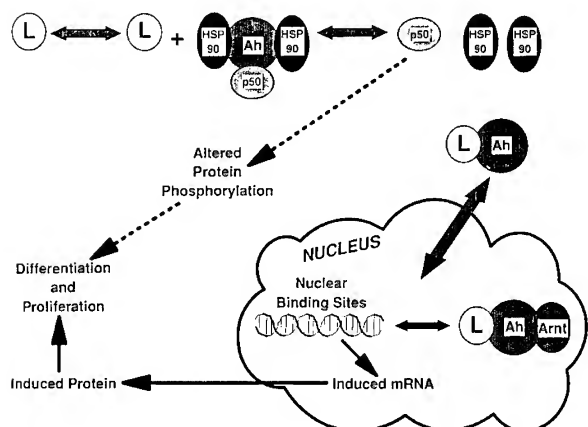 L
L
+
HSP
90
Ah
HSP
90
p50
p50
HSP
90
HSP
90
L
Ah
Altered
Protein
Phosphorylation
NUCLEUS
Differentiation
and
Proliferation
Nuclear
Binding Sites
L
Ah
Arnt
Induced Protein
Induced mRNA